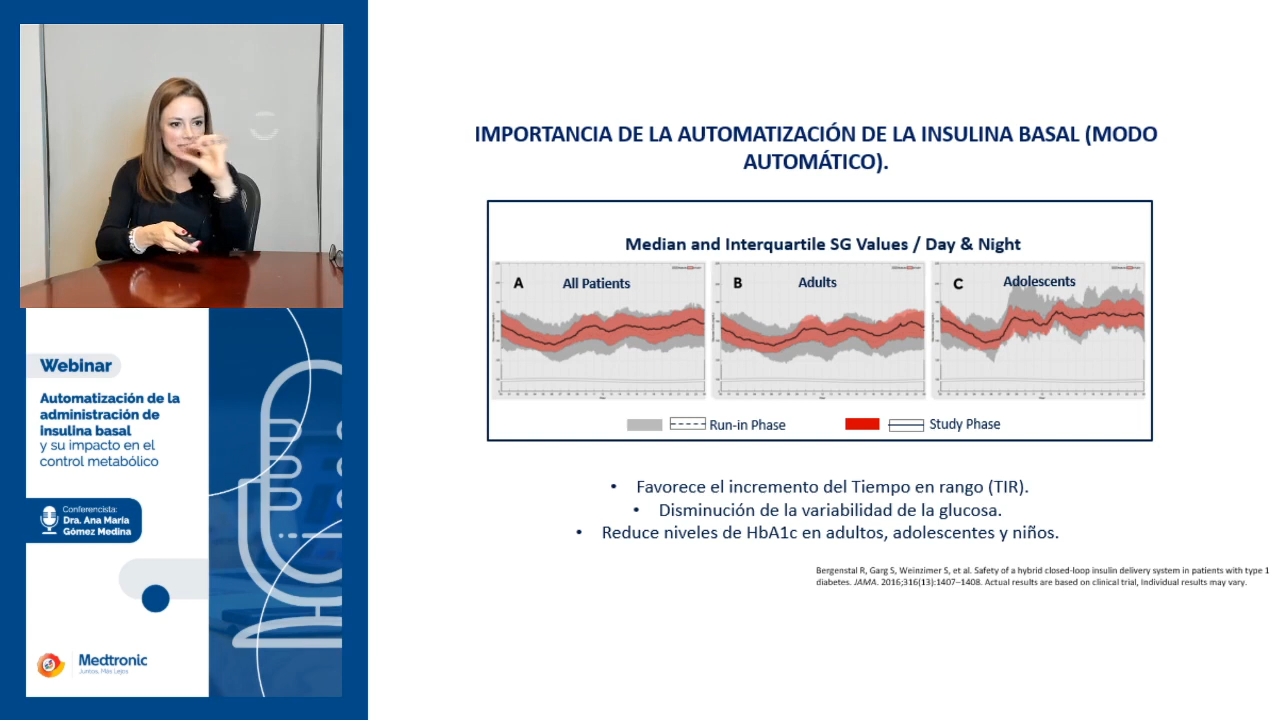 Webinar
Automatización de la
administración de
insulina basal
y su impacto en el
control metabólico
Conferencista:
Dra. Ana María
Gómez Medina
Medtronic
Juntos, Más Lejos
IMPORTANCIA DE LA AUTOMATIZACIÓN DE LA INSULINA BASAL (MODO
AUTOMÁTICO).
Median and Interquartile SG Values / Day & Night
A All Patients
B Adults
C Adolescents
Run-in Phase Study Phase
• Favorece el incremento del Tiempo en rango (TIR).
• Disminución de la variabilidad de la glucosa.
• Reduce niveles de HbA1c en adultos, adolescentes y niños.
Bergenstal R, Garg S, Weinzimer S, et al. Safety of a hybrid closed-loop insulin delivery system in patients with type 1
diabetes. JAMA. 2016;316(13):1407–1408. Actual results are based on clinical trial, Individual results may vary.